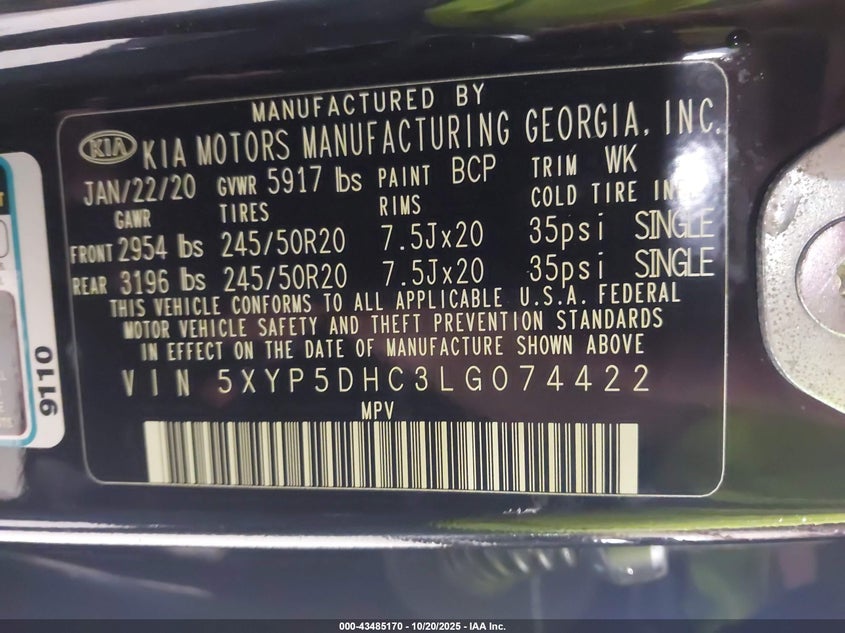 MANUFACTURED BY
KIA KIA MOTORS MANUFACTURING GEORGIA, INC.
JAN/22/20 GVWR 5917 lbs PAINT BCP TRIM WK
GAWR TIRES RIMS COLD TIRE
FRONT 2954 lbs 245/50R20 7.5Jx20 35psi SINGLE
REAR 3196 lbs 245/50R20 7.5Jx20 35psi SINGLE
THIS VEHICLE CONFORMS TO ALL APPLICABLE U.S.A. FEDERAL
MOTOR VEHICLE SAFETY AND THEFT PREVENTION STANDARDS
IN EFFECT ON THE DATE OF MANUFACTURE SHOWN ABOVE
VIN 5XYP5DHC3LG074422
MPV
9110
000-43485170 - 10/20/2025 - IAA Inc.